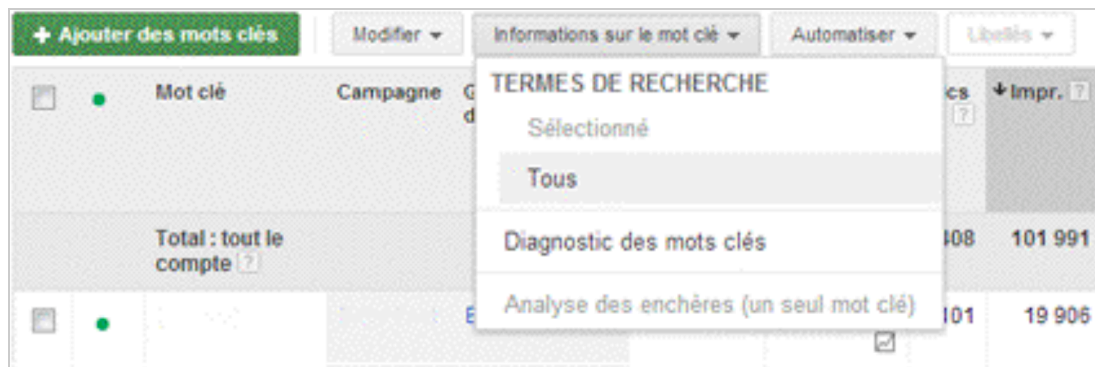 + Ajouter des mots clés
Modifier
Informations sur le mot clé
Automatiser
Libellés
TERMES DE RECHERCHE
Sélectionné
Tous
Diagnostic des mots clés
Analyse des enchères (un seul mot clé)
Mot clé
Campagne
cs ?
Impr. ?
Total : tout le
compte ?
408
101 991
101
19 906